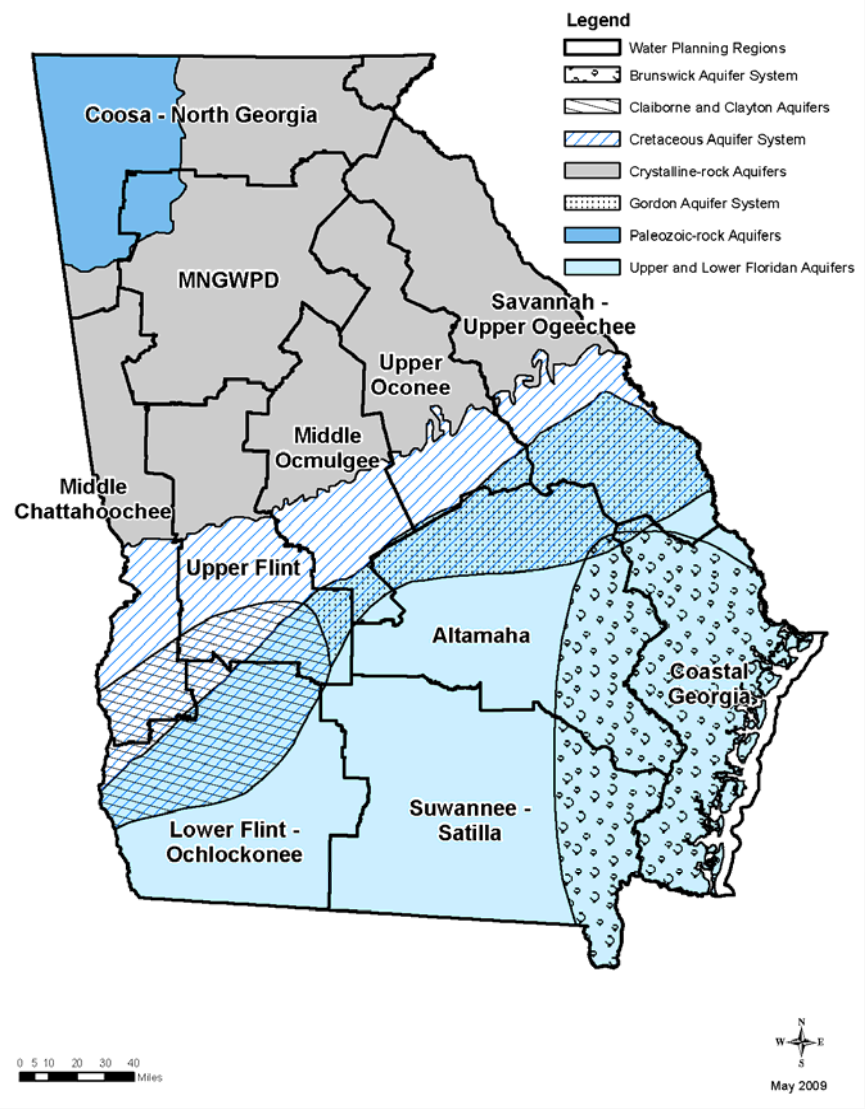 Legend
Water Planning Regions
Brunswick Aquifer System
Claiborne and Clayton Aquifers
Cretaceous Aquifer System
Crystalline-rock Aquifers
Gordon Aquifer System
Paleozoic-rock Aquifers
Upper and Lower Floridan Aquifers
Coosa - North Georgia
MNGWPD
Savannah -
Upper Ogeechee
Upper
Oconee
Middle
Ocmulgee
Middle
Chattahoochee
Upper Flint
Altamaha
Coastal
Georgia
Suwannee -
Satilla
Lower Flint -
Ochlockonee
0 5 10 20 30 40
Miles
N
W E
S
May 2009